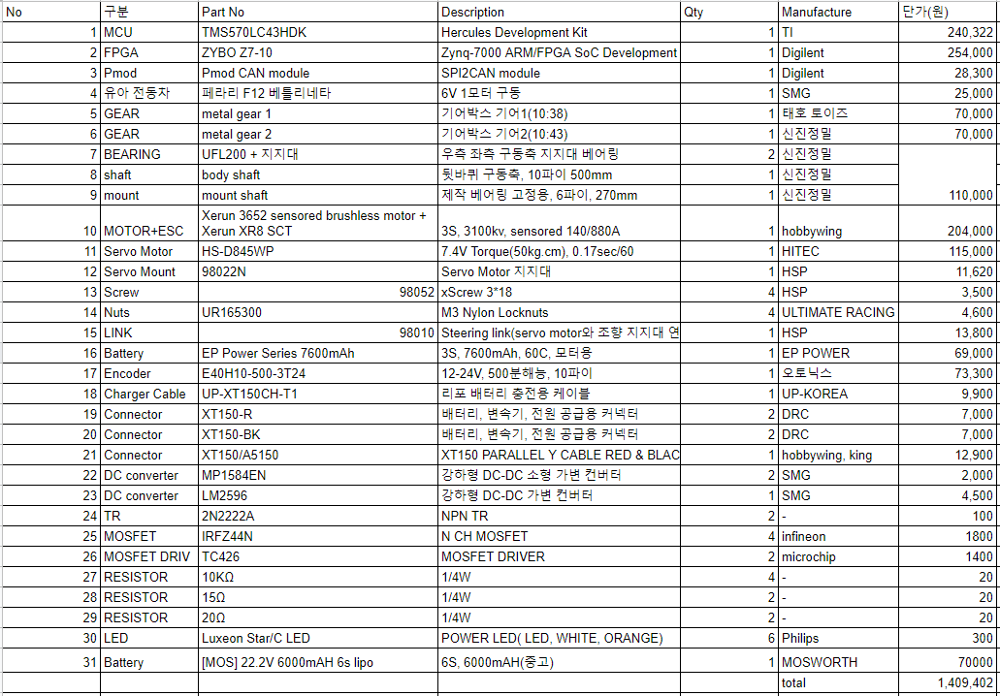 No 구분 Part No Description Qty Manufacture 단가(원)
1 MCU TMS570LC43HDK Hercules Development Kit 1 TI 240,322
2 FPGA ZYBO Z7-10 Zynq-7000 ARM/FPGA SoC Development 1 Digilent 254,000
3 Pmod Pmod CAN module SPI2CAN module 1 Digilent 28,300
4 유아 전동차 페라리 F12 베틀리네타 6V 1모터 구동 1 SMG 25,000
5 GEAR metal gear 1 기어박스 기어1(10:38) 1 태호 토이즈 70,000
6 GEAR metal gear 2 기어박스 기어2(10:43) 1 신진정밀 70,000
7 BEARING UFL200 + 지지대 우측 좌측 구동축 지지대 베어링 2 신진정밀
8 shaft body shaft 뒷바퀴 구동축, 10파이 500mm 1 신진정밀
9 mount mount shaft 제작 베어링 고정용, 6파이, 270mm 1 신진정밀 110,000
Xerun 3652 sensored brushless motor +
10 MOTOR+ESC Xerun XR8 SCT 3S, 3100kv, sensored 140/880A 1 hobbywing 204,000
11 Servo Motor HS-D845WP 7.4V Torque(50kg.cm), 0.17sec/60 1 HITEC 115,000
12 Servo Mount 98022N Servo Motor 지지대 1 HSP 11,620
13 Screw 98052 xScrew 3*18 4 HSP 3,500
14 Nuts UR165300 M3 Nylon Locknuts 4 ULTIMATE RACING 4,600
15 LINK 98010 Steering link(servo motor와 조향 지지대 연 1 HSP 13,800
16 Battery EP Power Series 7600mAh 3S, 7600mAh, 60C, 모터용 1 EP POWER 69,000
17 Encoder E40H10-500-3T24 12-24V, 500분해능, 10파이 1 오토닉스 73,300
18 Charger Cable UP-XT150CH-T1 리포 배터리 충전용 케이블 1 UP-KOREA 9,900
19 Connector XT150-R 배터리, 변속기, 전원 공급용 커넥터 2 DRC 7,000
20 Connector XT150-BK 배터리, 변속기, 전원 공급용 커넥터 2 DRC 7,000
21 Connector XT150/A5150 XT150 PARALLEL Y CABLE RED & BLAC 1 hobbywing, king 12,900
22 DC converter MP1584EN 강하형 DC-DC 소형 가변 컨버터 2 SMG 2,000
23 DC converter LM2596 강하형 DC-DC 가변 컨버터 1 SMG 4,500
24 TR 2N2222A NPN TR 2 - 100
25 MOSFET IRFZ44N N CH MOSFET 4 infineon 1800
26 MOSFET DRIV TC426 MOSFET DRIVER 2 microchip 1400
27 RESISTOR 10KΩ 1/4W 4 - 20
28 RESISTOR 15Ω 1/4W 2 - 20
29 RESISTOR 20Ω 1/4W 2 - 20
30 LED Luxeon Star/C LED POWER LED( LED, WHITE, ORANGE) 6 Philips 300
31 Battery [MOS] 22.2V 6000mAH 6s lipo 6S, 6000mAH(중고) 1 MOSWORTH 70000
total 1,409,402